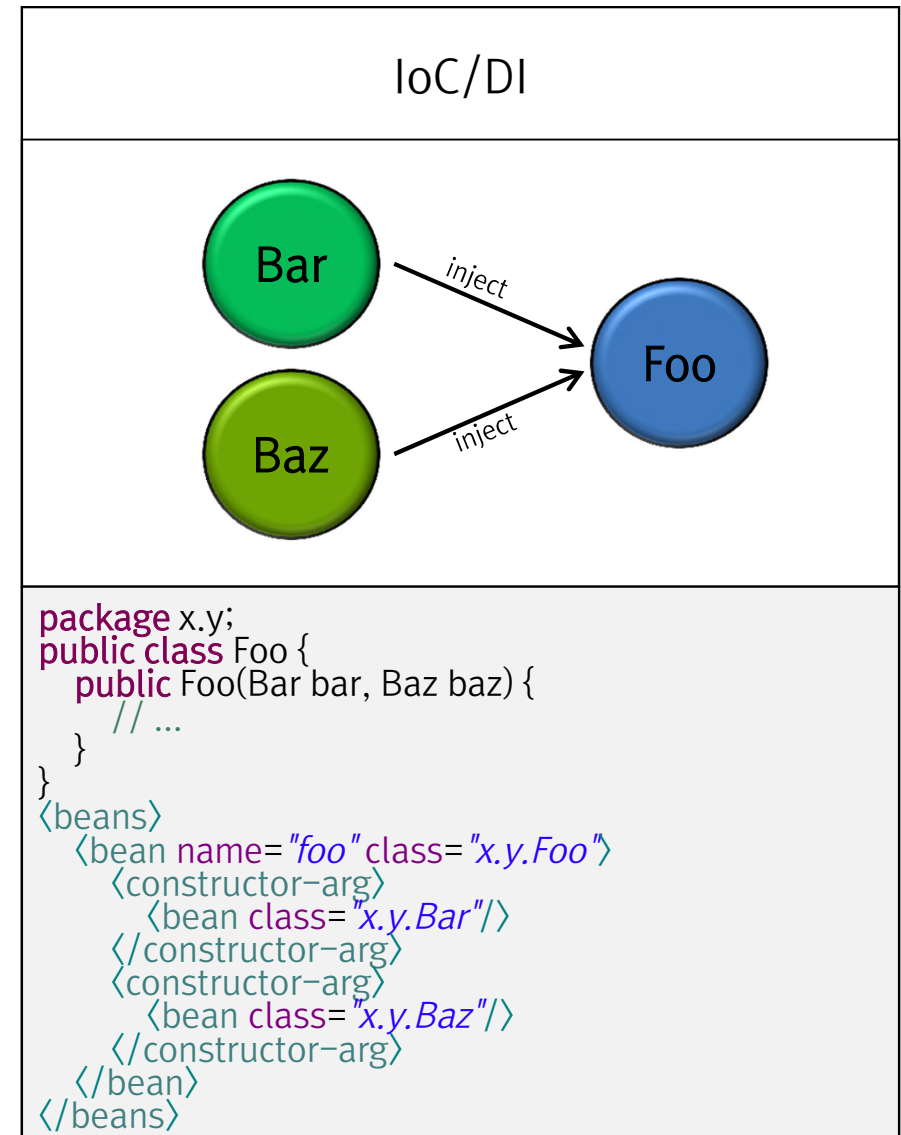 IoC/DI
Bar
inject
Foo
Baz
inject
package x.y;
public class Foo {
public Foo(Bar bar, Baz baz) {
// ...
}
}
〈beans〉
〈bean name="foo" class="x.y.Foo"〉
〈constructor-arg〉
〈bean class="x.y.Bar"/〉
〈/constructor-arg〉
〈constructor-arg〉
〈bean class="x.y.Baz"/〉
〈/constructor-arg〉
〈/bean〉
〈/beans〉